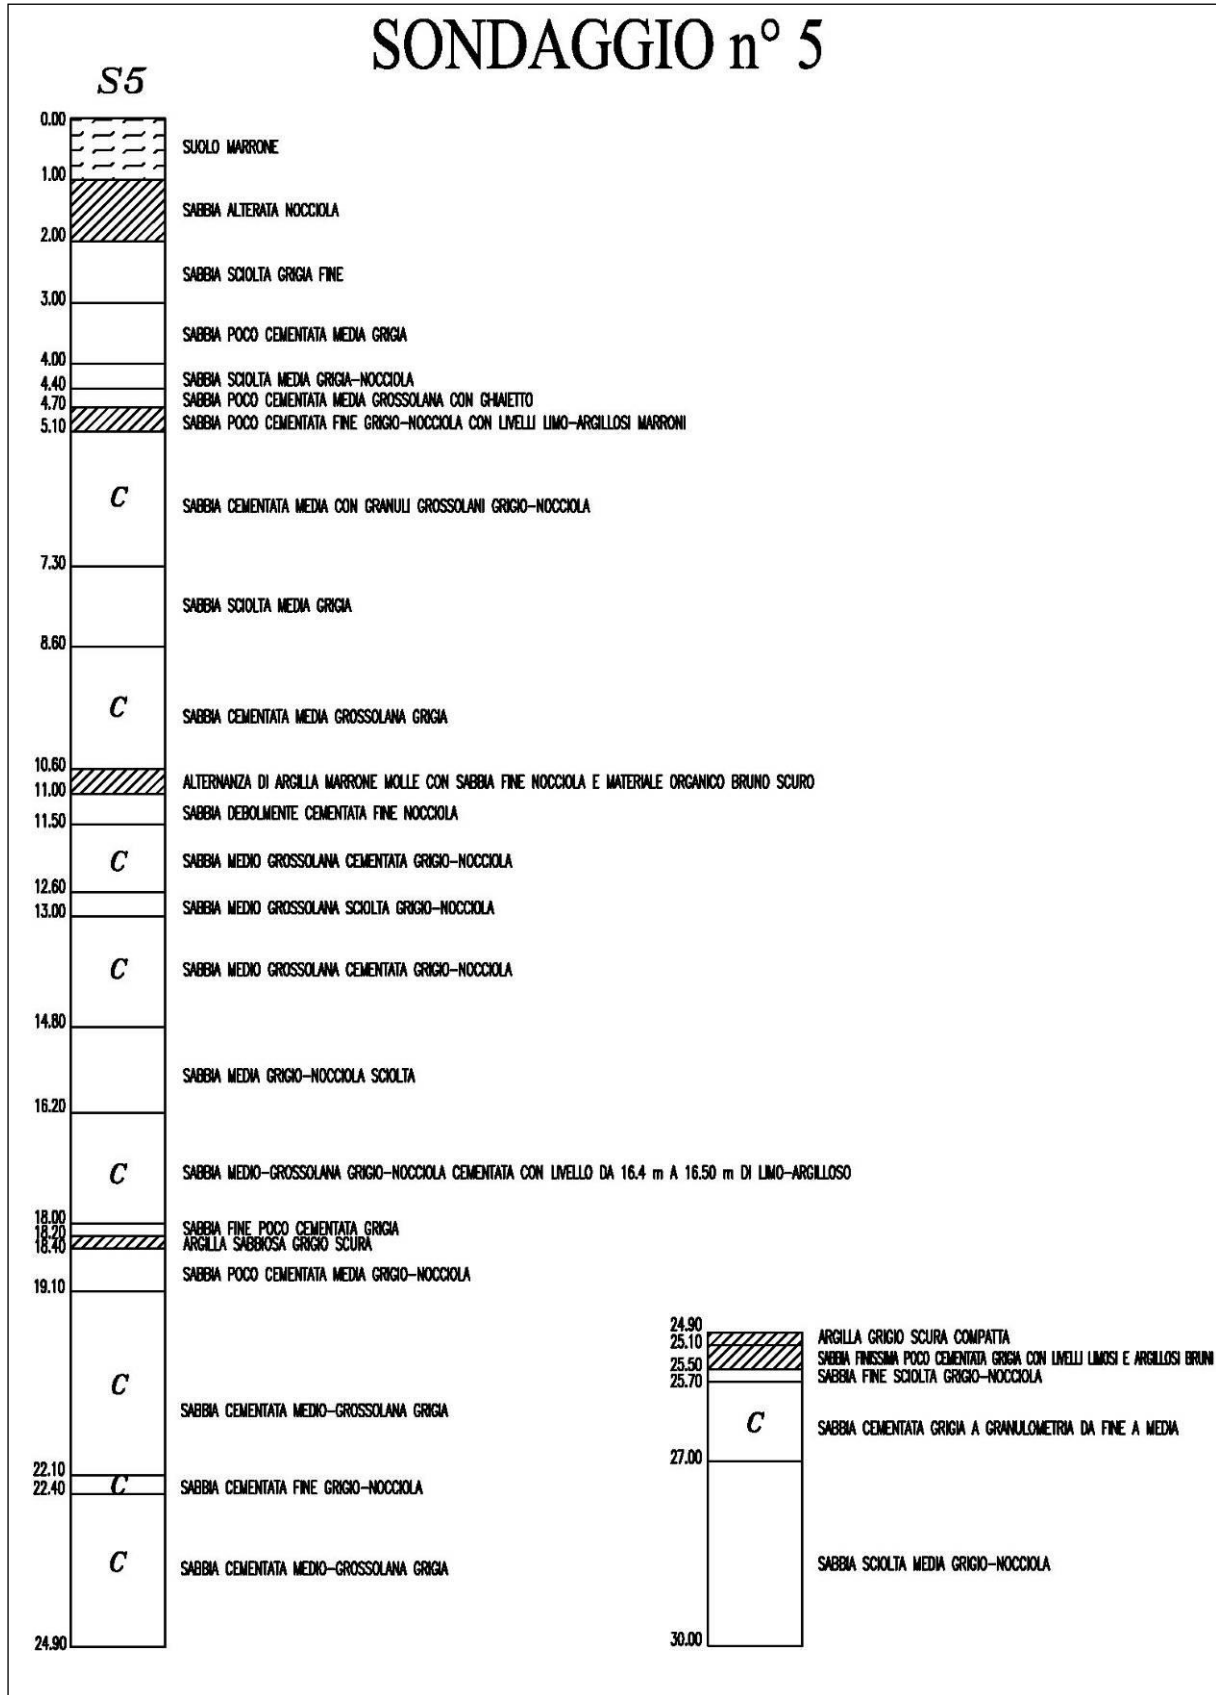 SONDAGGIO n° 5
S5
0.00
SUOLO MARRONE
1.00
SABBIA ALTERATA NOCCIOLA
2.00
SABBIA SCIOLTA GRIGIA FINE
3.00
SABBIA POCO CEMENTATA MEDIA GRIGIA
4.00
SABBIA SCIOLTA MEDIA GRIGIA-NOCCIOLA
4.40
SABBIA POCO CEMENTATA MEDIA GROSSOLANA CON GHIAIETTO
4.70
SABBIA POCO CEMENTATA FINE GRIGIO-NOCCIOLA CON LIVELLI LIMO-ARGILLOSI MARRONI
5.10
C
SABBIA CEMENTATA MEDIA CON GRANULI GROSSOLANI GRIGIO-NOCCIOLA
7.30
SABBIA SCIOLTA MEDIA GRIGIA
8.60
C
SABBIA CEMENTATA MEDIA GROSSOLANA GRIGIA
10.60
ALTERNANZA DI ARGILLA MARRONE MOLLE CON SABBIA FINE NOCCIOLA E MATERIALE ORGANICO BRUNO SCURO
11.00
SABBIA DEBOLMENTE CEMENTATA FINE NOCCIOLA
11.50
C
SABBIA MEDIO GROSSOLANA CEMENTATA GRIGIO-NOCCIOLA
12.60
SABBIA MEDIO GROSSOLANA SCIOLTA GRIGIO-NOCCIOLA
13.00
C
SABBIA MEDIO GROSSOLANA CEMENTATA GRIGIO-NOCCIOLA
14.80
SABBIA MEDIA GRIGIO-NOCCIOLA SCIOLTA
16.20
C
SABBIA MEDIO-GROSSOLANA GRIGIO-NOCCIOLA CEMENTATA CON LIVELLO DA 16.4 m A 16.50 m DI LIMO-ARGILLOSO
18.00
SABBIA FINE POCO CEMENTATA GRIGIA
18.20
ARGILLA SABBIOSA GRIGIO SCURA
18.40
SABBIA POCO CEMENTATA MEDIA GRIGIO-NOCCIOLA
19.10
C
SABBIA CEMENTATA MEDIO-GROSSOLANA GRIGIA
22.10
C
SABBIA CEMENTATA FINE GRIGIO-NOCCIOLA
22.40
C
SABBIA CEMENTATA MEDIO-GROSSOLANA GRIGIA
24.90
24.90
ARGILLA GRIGIO SCURA COMPATTA
25.10
SABBIA FINISSIMA POCO CEMENTATA GRIGIA CON LIVELLI LIMOSI E ARGILLOSI BRUNI
25.50
SABBIA FINE SCIOLTA GRIGIO-NOCCIOLA
25.70
C
SABBIA CEMENTATA GRIGIA A GRANULOMETRIA DA FINE A MEDIA
27.00
SABBIA SCIOLTA MEDIA GRIGIO-NOCCIOLA
30.00